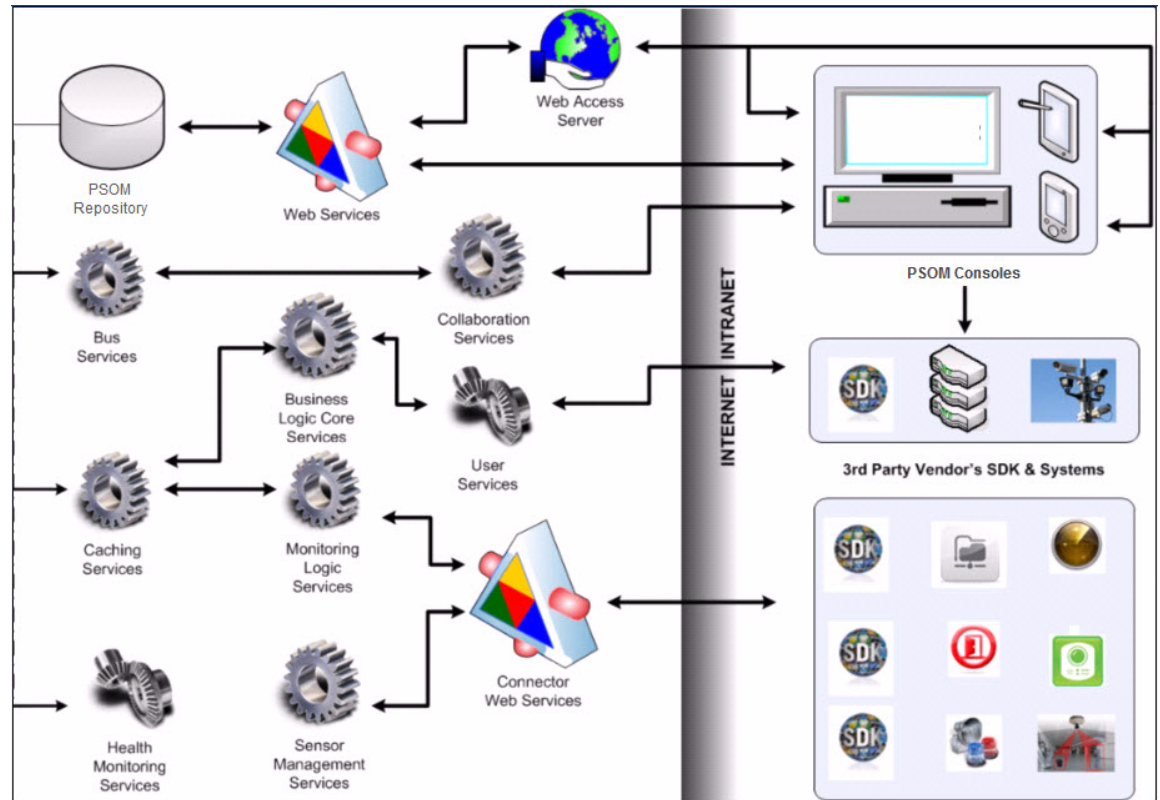 Web Access
Server
PSOM
Repository
Web Services
PSOM Consoles
Bus
Services
Collaboration
Services
INTERNET INTRANET
Business
Logic Core
Services
User
Services
SDK
3rd Party Vendor's SDK & Systems
Caching
Services
Monitoring
Logic
Services
SDK
SDK
Connector
Web Services
SDK
Health
Monitoring
Services
Sensor
Management
Services